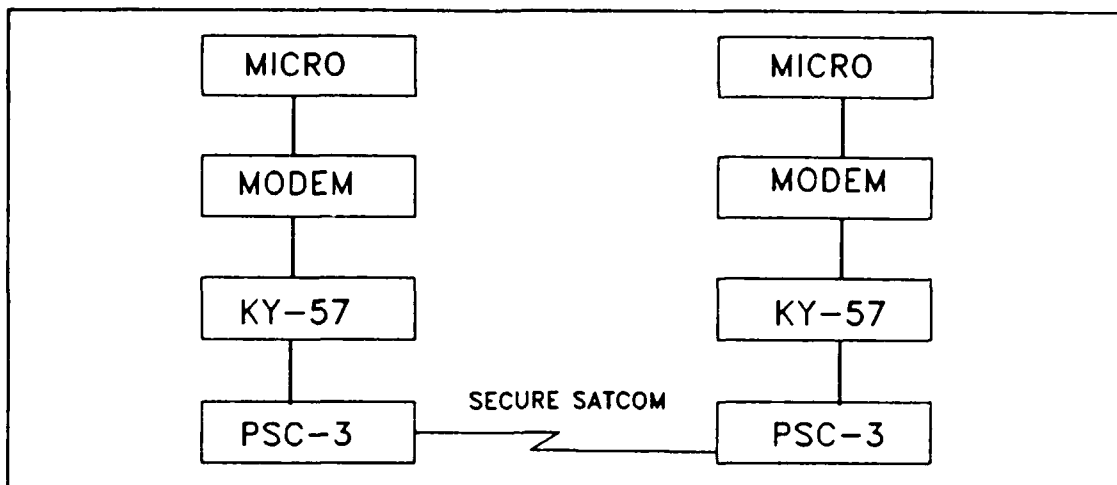 MICRO MICRO
MODEM MODEM
KY-57 KY-57
SECURE SATCOM
PSC-3 PSC-3